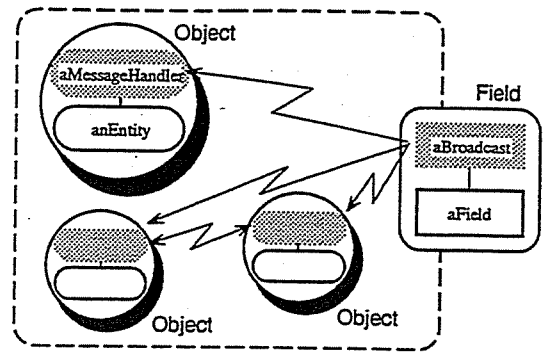 Object
aMessageHandler
anEntity
Field
aBroadcast
aField
Object
Object